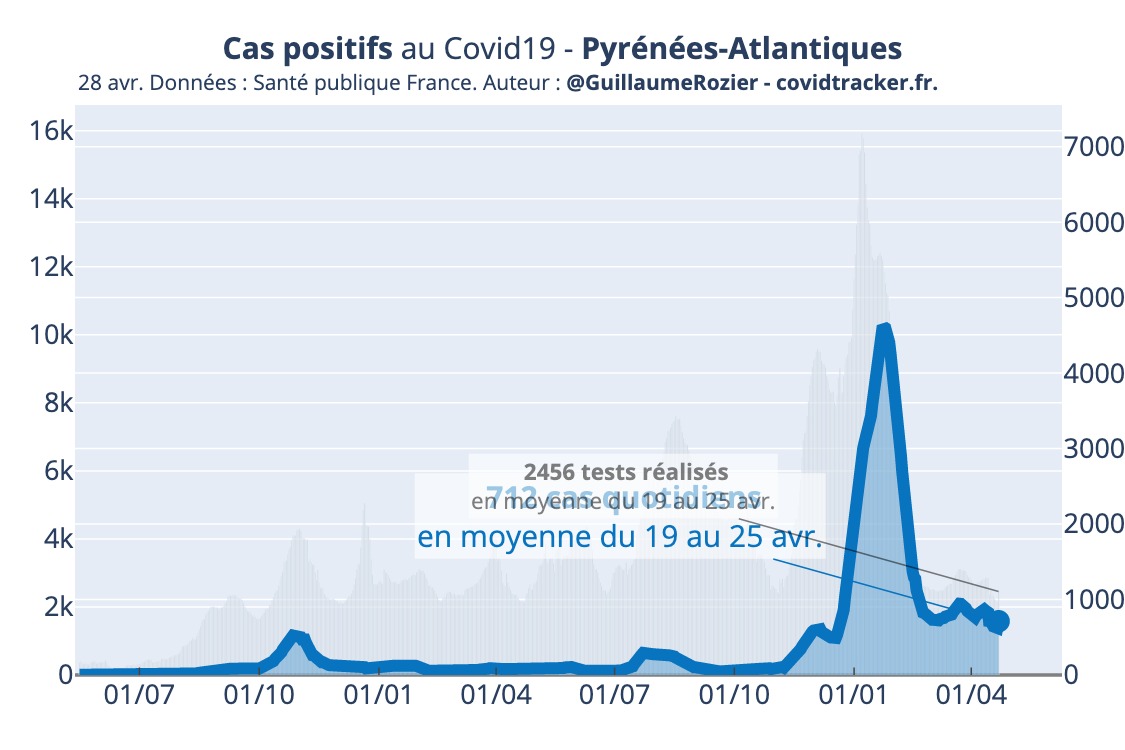 Cas positifs au Covid19 - Pyrénées-Atlantiques
28 avr. Données : Santé publique France. Auteur : @GuillaumeRozier - covidtracker.fr.
16k
14k
12k
10k
8k
6k
4k
2k
0
7000
6000
5000
4000
3000
2000
1000
0
2456 tests réalisés
en moyenne du 19 au 25 avr.
712 cas quotidiens
en moyenne du 19 au 25 avr.
01/07 01/10 01/01 01/04 01/07 01/10 01/01 01/04